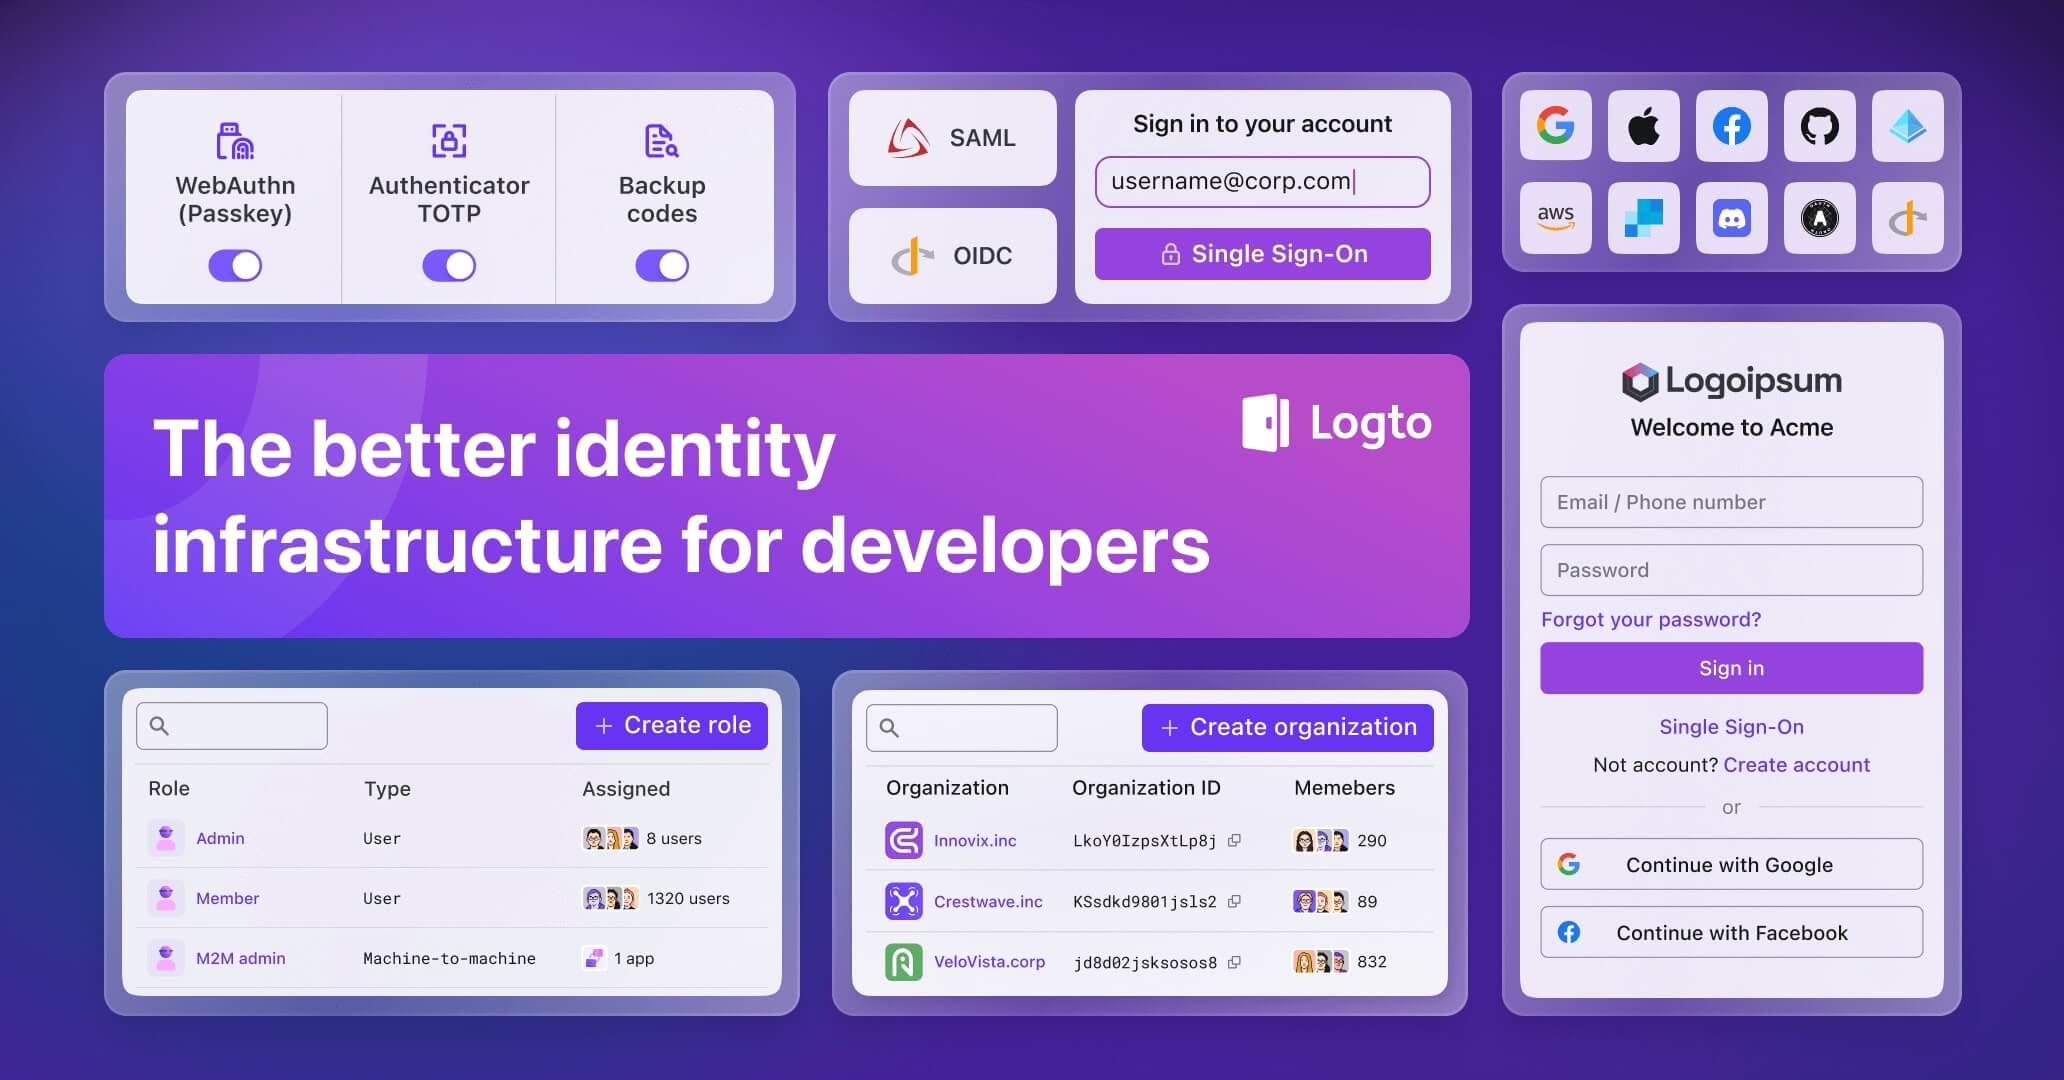 WebAuthn
(Passkey)
Authenticator
TOTP
Backup
codes
SAML
OIDC
Sign in to your account
username@corp.com
Single Sign-On
aws
The better identity
infrastructure for developers
Logto
Create role
Role Type Assigned
Admin User 8 users
Member User 1320 users
M2M admin Machine-to-machine 1 app
Create organization
Organization Organization ID Memebers
Innovix.inc LkoY0IzpsXtLp8j 290
Crestwave.inc KSsdkd9801jsls2 89
VeloVista.corp jd8d02jsksosos8 832
Logoipsum
Welcome to Acme
Email / Phone number
Password
Forgot your password?
Sign in
Single Sign-On
Not account? Create account
or
Continue with Google
Continue with Facebook